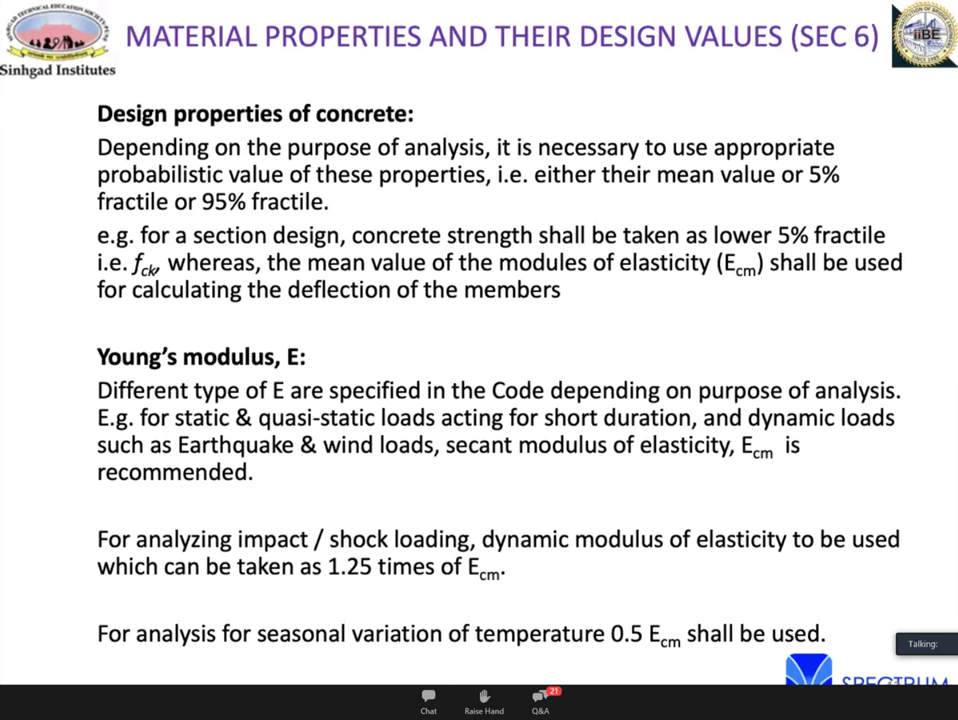 MATERIAL PROPERTIES AND THEIR DESIGN VALUES (SEC 6)
iiBE
Sinhgad Institutes
Design properties of concrete:
Depending on the purpose of analysis, it is necessary to use appropriate
probabilistic value of these properties, i.e. either their mean value or 5%
fractile or 95% fractile.
e.g. for a section design, concrete strength shall be taken as lower 5% fractile
i.e. fck, whereas, the mean value of the modules of elasticity (Ecm) shall be used
for calculating the deflection of the members
Young's modulus, E:
Different type of E are specified in the Code depending on purpose of analysis.
E.g. for static & quasi-static loads acting for short duration, and dynamic loads
such as Earthquake & wind loads, secant modulus of elasticity, Ecm is
recommended.
For analyzing impact / shock loading, dynamic modulus of elasticity to be used
which can be taken as 1.25 times of Ecm.
For analysis for seasonal variation of temperature 0.5 Ecm shall be used.
Talking:
SPECTRUM
21
Chat
Raise Hand
Q&A